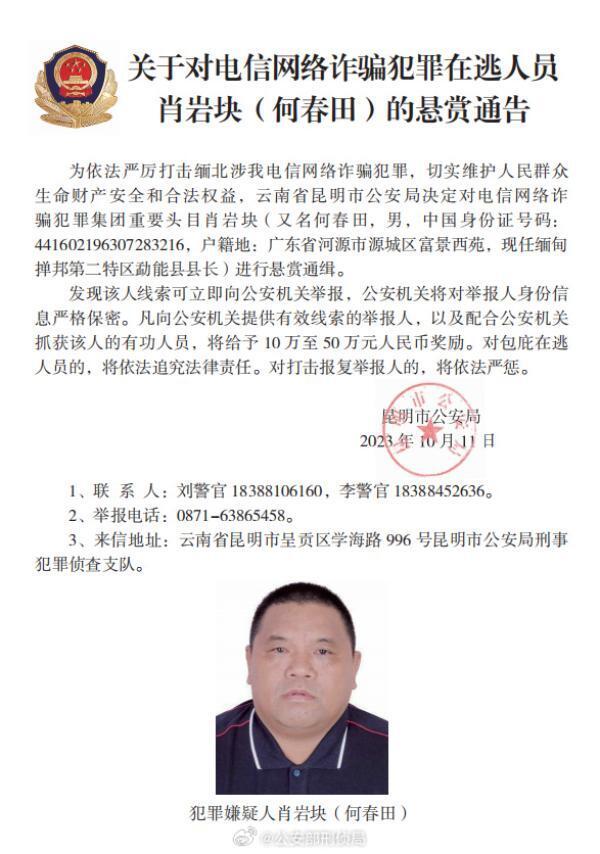 关于对电信网络诈骗犯罪在逃人员
肖岩块（何春田）的悬赏通告
为依法严厉打击缅北涉我电信网络诈骗犯罪，切实维护人民群众
生命财产安全和合法权益，云南省昆明市公安局决定对电信网络诈
骗犯罪集团重要头目肖岩块（又名何春田，男，中国身份证号码：
441602196307283216，户籍地：广东省河源市源城区富景西苑，现任缅甸
掸邦第二特区勐能县县长）进行悬赏通缉。
发现该人线索可立即向公安机关举报，公安机关将对举报人身份信
息严格保密。凡向公安机关提供有效线索的举报人，以及配合公安机关
抓获该人的有功人员，将给予 10 万至 50 万元人民币奖励。对包庇在逃
人员的，将依法追究法律责任。对打击报复举报人的，将依法严惩。
昆明市公安局
2023 年 10 月 11 日
1、联 系 人：刘警官 18388106160，李警官 18388452636。
2、举报电话：0871-63865458。
3、来信地址：云南省昆明市呈贡区学海路 996 号昆明市公安局刑事
犯罪侦查支队。
犯罪嫌疑人肖岩块（何春田）
@公安部刑侦局